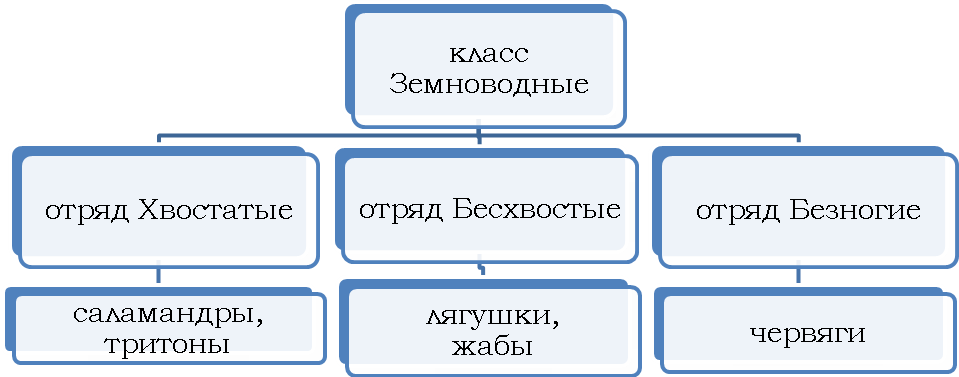 класс
Земноводные
отряд Хвостатые
отряд Бесхвостые
отряд Безногие
саламандры,
тритоны
лягушки,
жабы
червяги